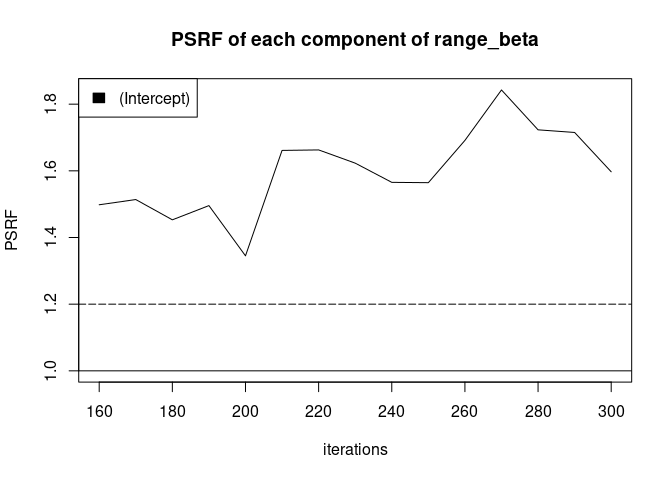 PSRF of each component of range_beta
(Intercept)
PSRF
1.8
1.6
1.4
1.2
1.0
160 180 200 220 240 260 280 300
iterations